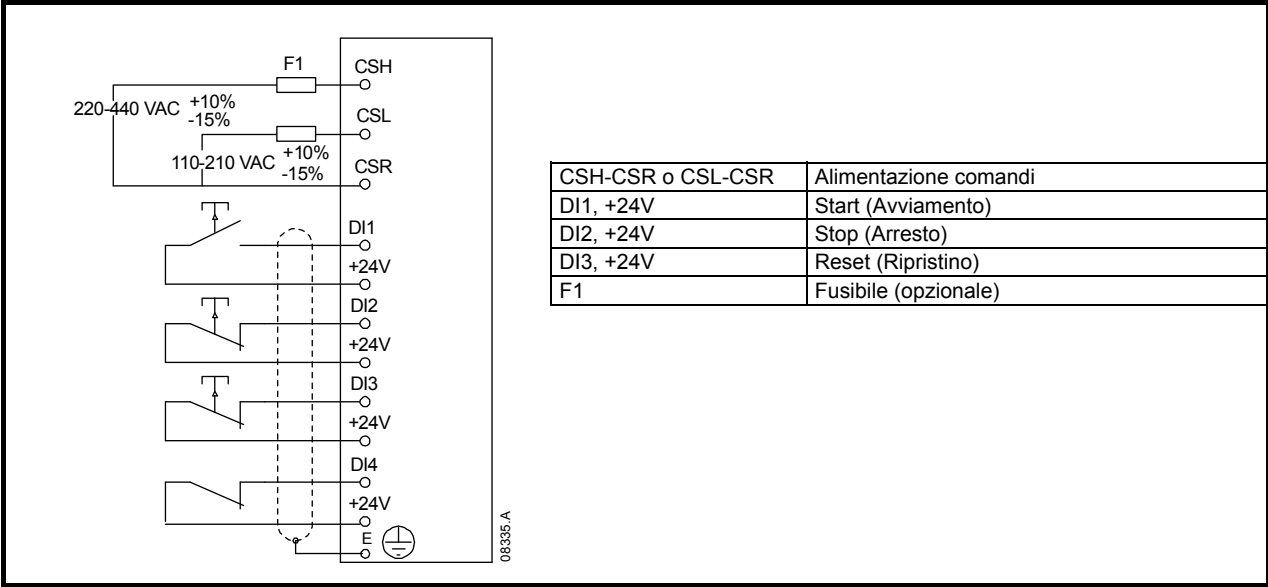 F1
CSH
220-440 VAC +10%
-15%
CSL
110-210 VAC +10%
-15%
CSR
DI1
+24V
DI2
+24V
DI3
+24V
DI4
+24V
E
08335.A
CSH-CSR o CSL-CSR Alimentazione comandi
DI1, +24V Start (Avviamento)
DI2, +24V Stop (Arresto)
DI3, +24V Reset (Ripristino)
F1 Fusibile (opzionale)